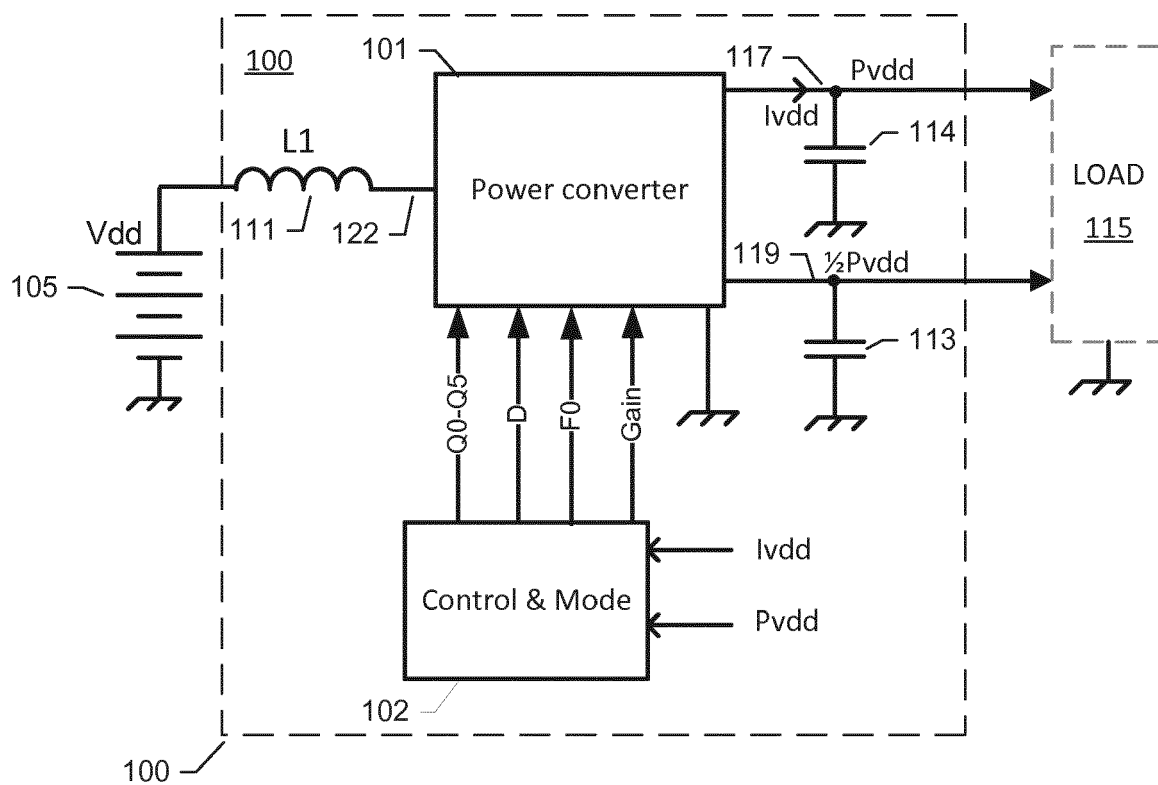 101
100
117
Pvdd
Ivdd
114
L1
Power converter
LOAD
111
122
115
Vdd
119
½Pvdd
105
113
Q0-Q5
D
F0
Gain
Ivdd
Control & Mode
Pvdd
102
100